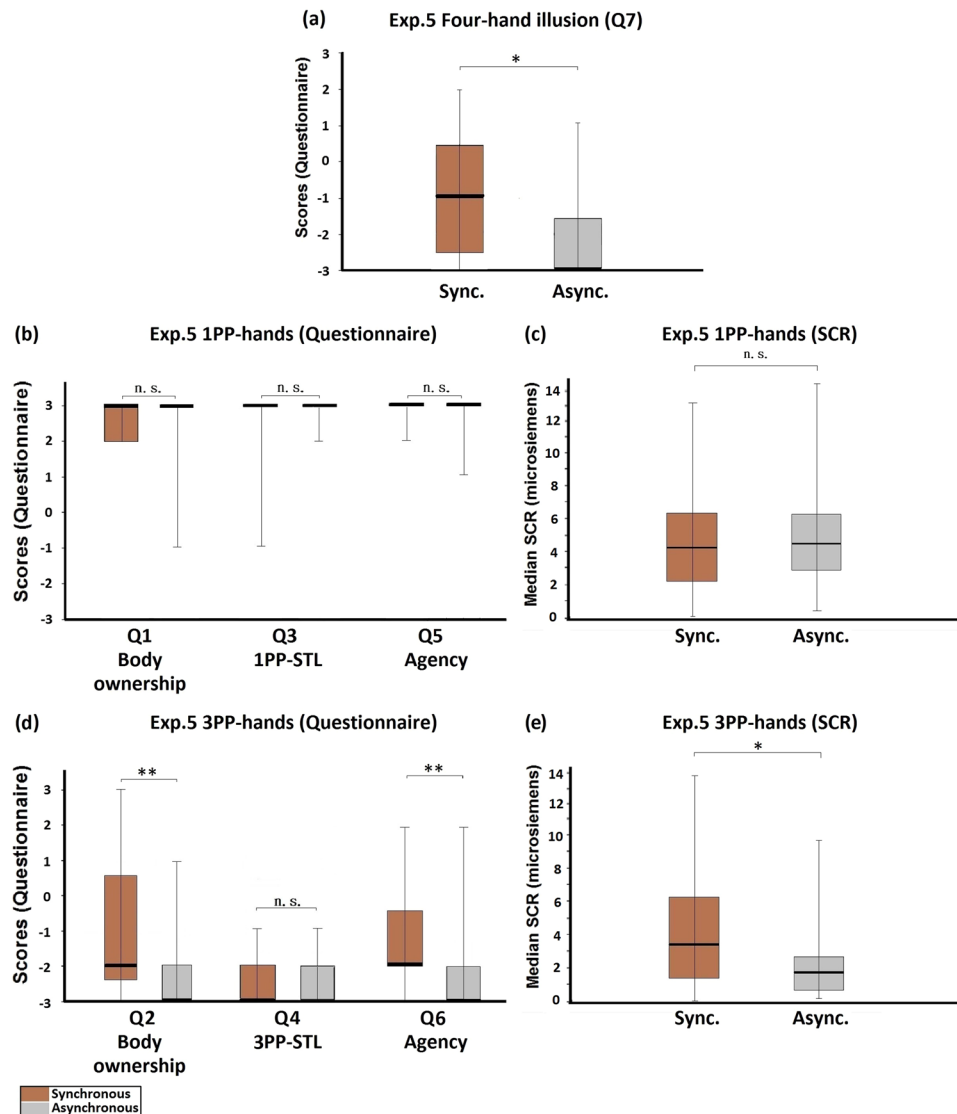 (a) Exp.5 Four-hand illusion (Q7)
Scores (Questionnaire)
3
2
1
0
-1
-2
-3
*
Sync. Async.
(b) Exp.5 1PP-hands (Questionnaire)
Scores (Questionnaire)
3
2
1
0
-1
-2
-3
n. s. n. s. n. s.
Q1 Q3 Q5
Body 1PP-STL Agency
ownership
(c) Exp.5 1PP-hands (SCR)
Median SCR (microsiemens)
14
12
10
8
6
4
2
0
n. s.
Sync. Async.
(d) Exp.5 3PP-hands (Questionnaire)
Scores (Questionnaire)
3
2
1
0
-1
-2
-3
** n. s. **
Q2 Q4 Q6
Body 3PP-STL Agency
ownership
(e) Exp.5 3PP-hands (SCR)
Median SCR (microsiemens)
14
12
10
8
6
4
2
0
*
Sync. Async.
Synchronous
Asynchronous